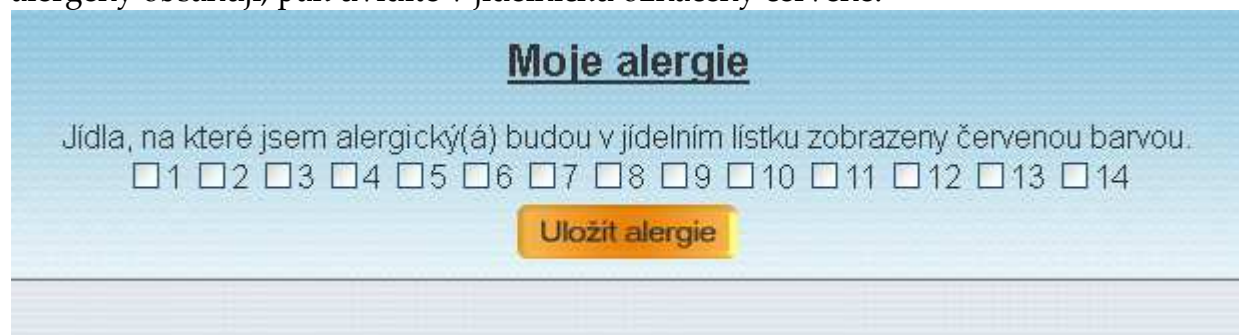 Moje alergie
Jídla, na které jsem alergický(á) budou v jídelním lístku zobrazeny červenou barvou.
1 2 3 4 5 6 7 8 9 10 11 12 13 14
Uložit alergie